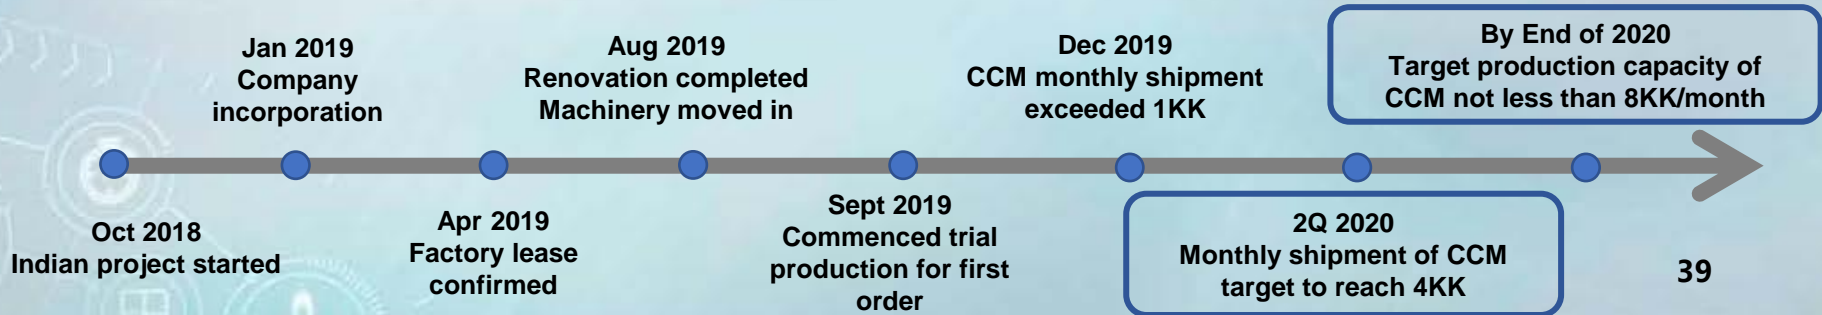 Oct 2018
Indian project started
Jan 2019
Company
incorporation
Apr 2019
Factory lease
confirmed
Aug 2019
Renovation completed
Machinery moved in
Sept 2019
Commenced trial
production for first
order
Dec 2019
CCM monthly shipment
exceeded 1KK
2Q 2020
Monthly shipment of CCM
target to reach 4KK
By End of 2020
Target production capacity of
CCM not less than 8KK/month
39